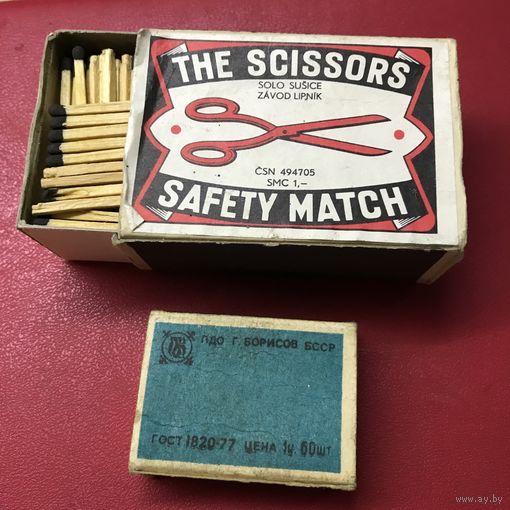 THE SCISSORS
SOLO SUŠICE
ZÁVOD LIPNÍK
ČSN 494705
SMC 1,–
SAFETY MATCH
ПДО Г. БОРИСОВ БССР
ГОСТ 1820-77 ЦЕНА 1к. 60шт
www.ay.by